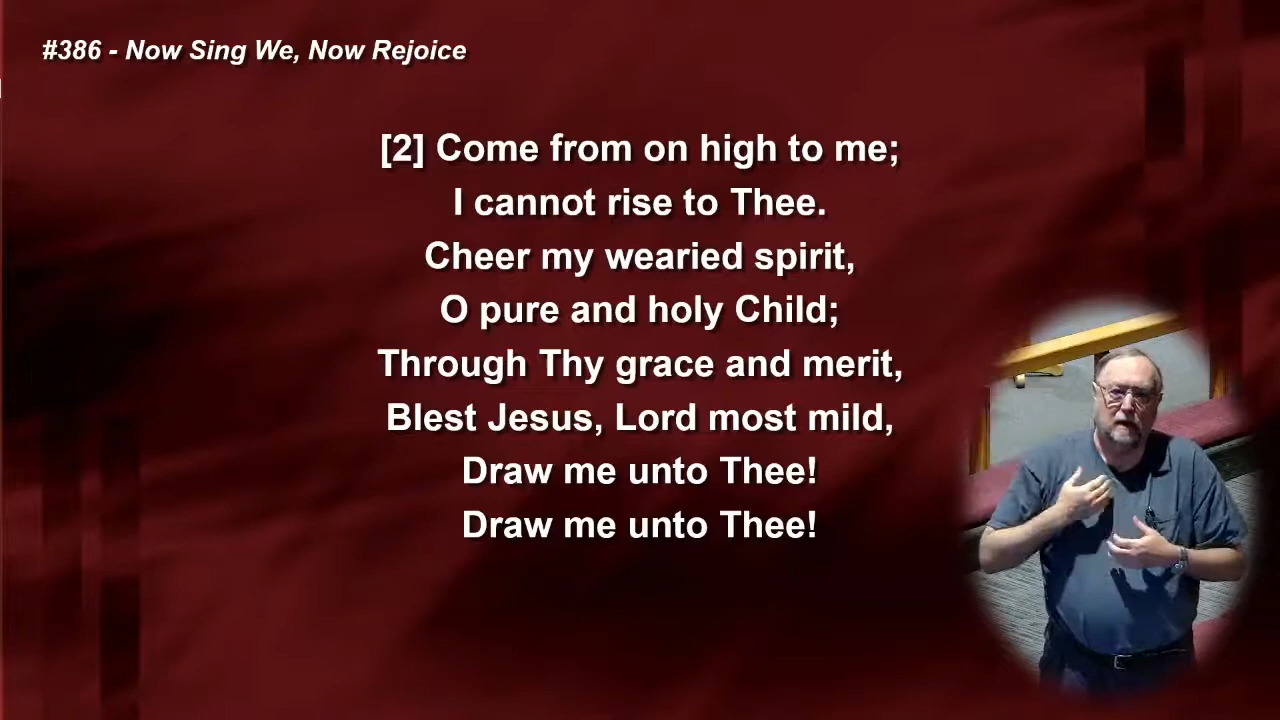 #386 - Now Sing We, Now Rejoice
[2] Come from on high to me;
I cannot rise to Thee.
Cheer my wearied spirit,
O pure and holy Child;
Through Thy grace and merit,
Blest Jesus, Lord most mild,
Draw me unto Thee!
Draw me unto Thee!